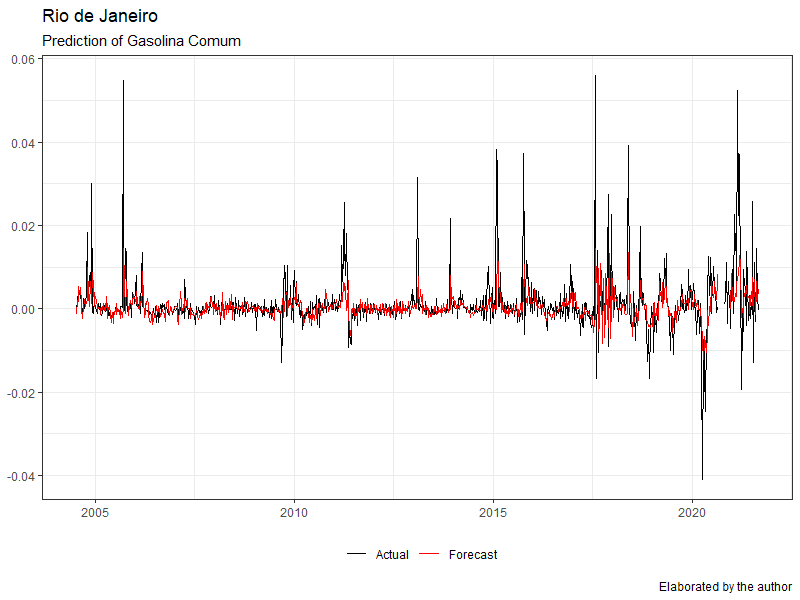 Rio de Janeiro
Prediction of Gasolina Comum
0.06
0.04
0.02
0.00
-0.02
-0.04
2005 2010 2015 2020
Actual Forecast
Elaborated by the author